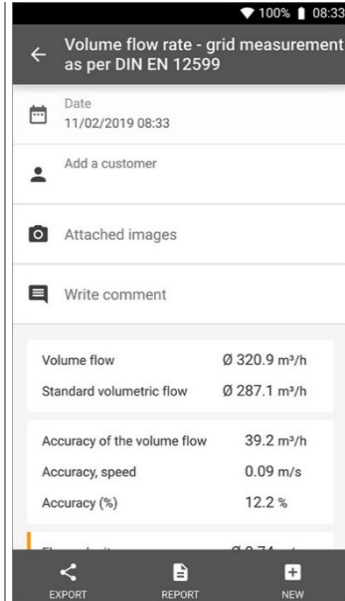 100% 08:33
Volume flow rate - grid measurement
as per DIN EN 12599
Date
11/02/2019 08:33
Add a customer
Attached images
Write comment
Volume flow Ø 320.9 m³/h
Standard volumetric flow Ø 287.1 m³/h
Accuracy of the volume flow 39.2 m³/h
Accuracy, speed 0.09 m/s
Accuracy (%) 12.2 %
EXPORT REPORT NEW